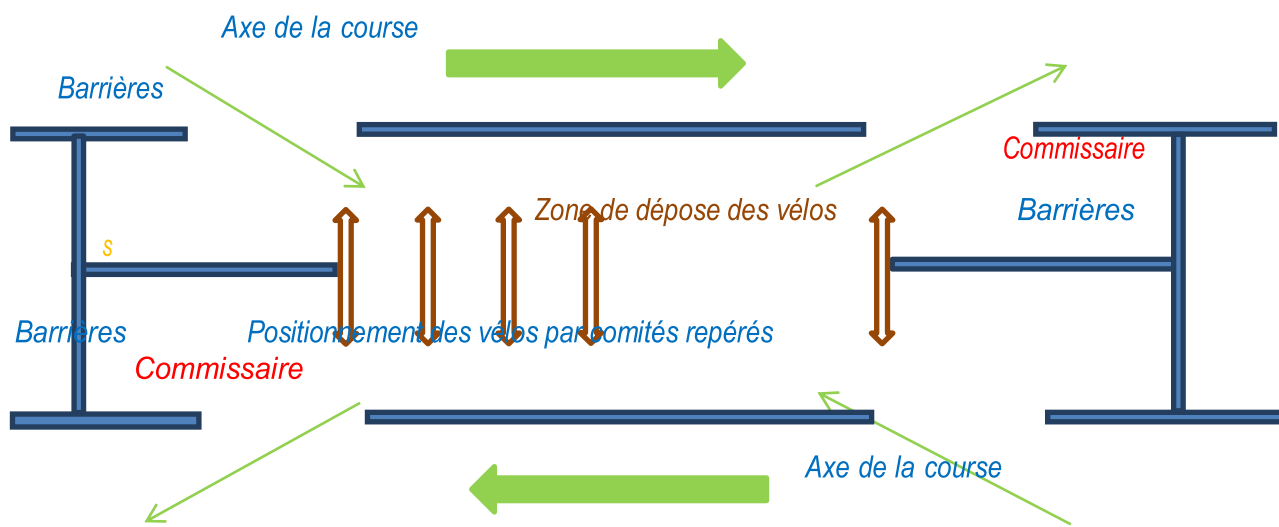 Axe de la course
Barrières
Commissaire
Zone de dépose des vélos
Barrières
s
Barrières
Positionnement des vélos par comités repérés
Commissaire
Axe de la course